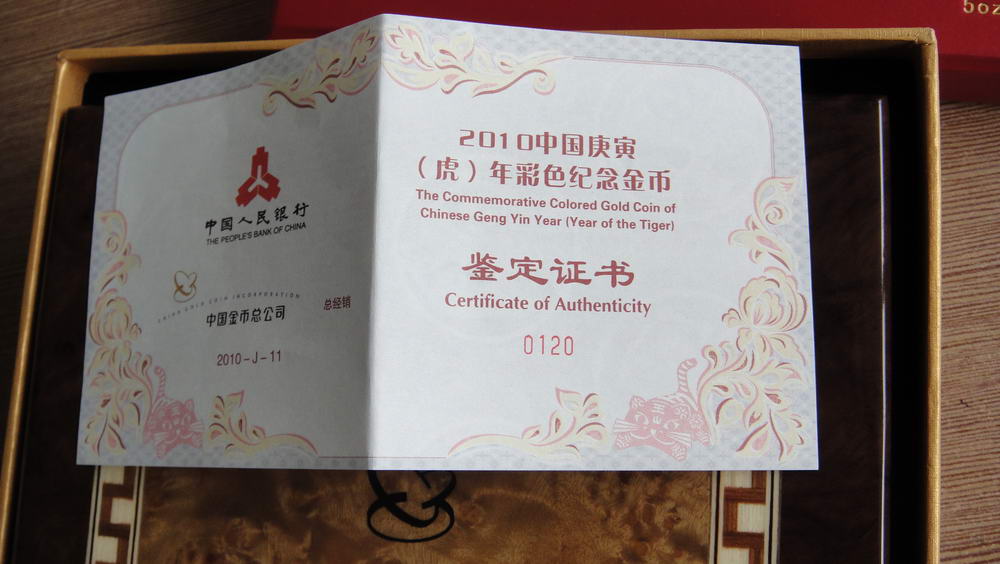 5oz
中国人民银行
THE PEOPLE'S BANK OF CHINA
CHINA GOLD COIN INCORPORATION
中国金币总公司
总经销
2010-J-11
2010中国庚寅
（虎）年彩色纪念金币
The Commemorative Colored Gold Coin of
Chinese Geng Yin Year (Year of the Tiger)
鉴定证书
Certificate of Authenticity
0120